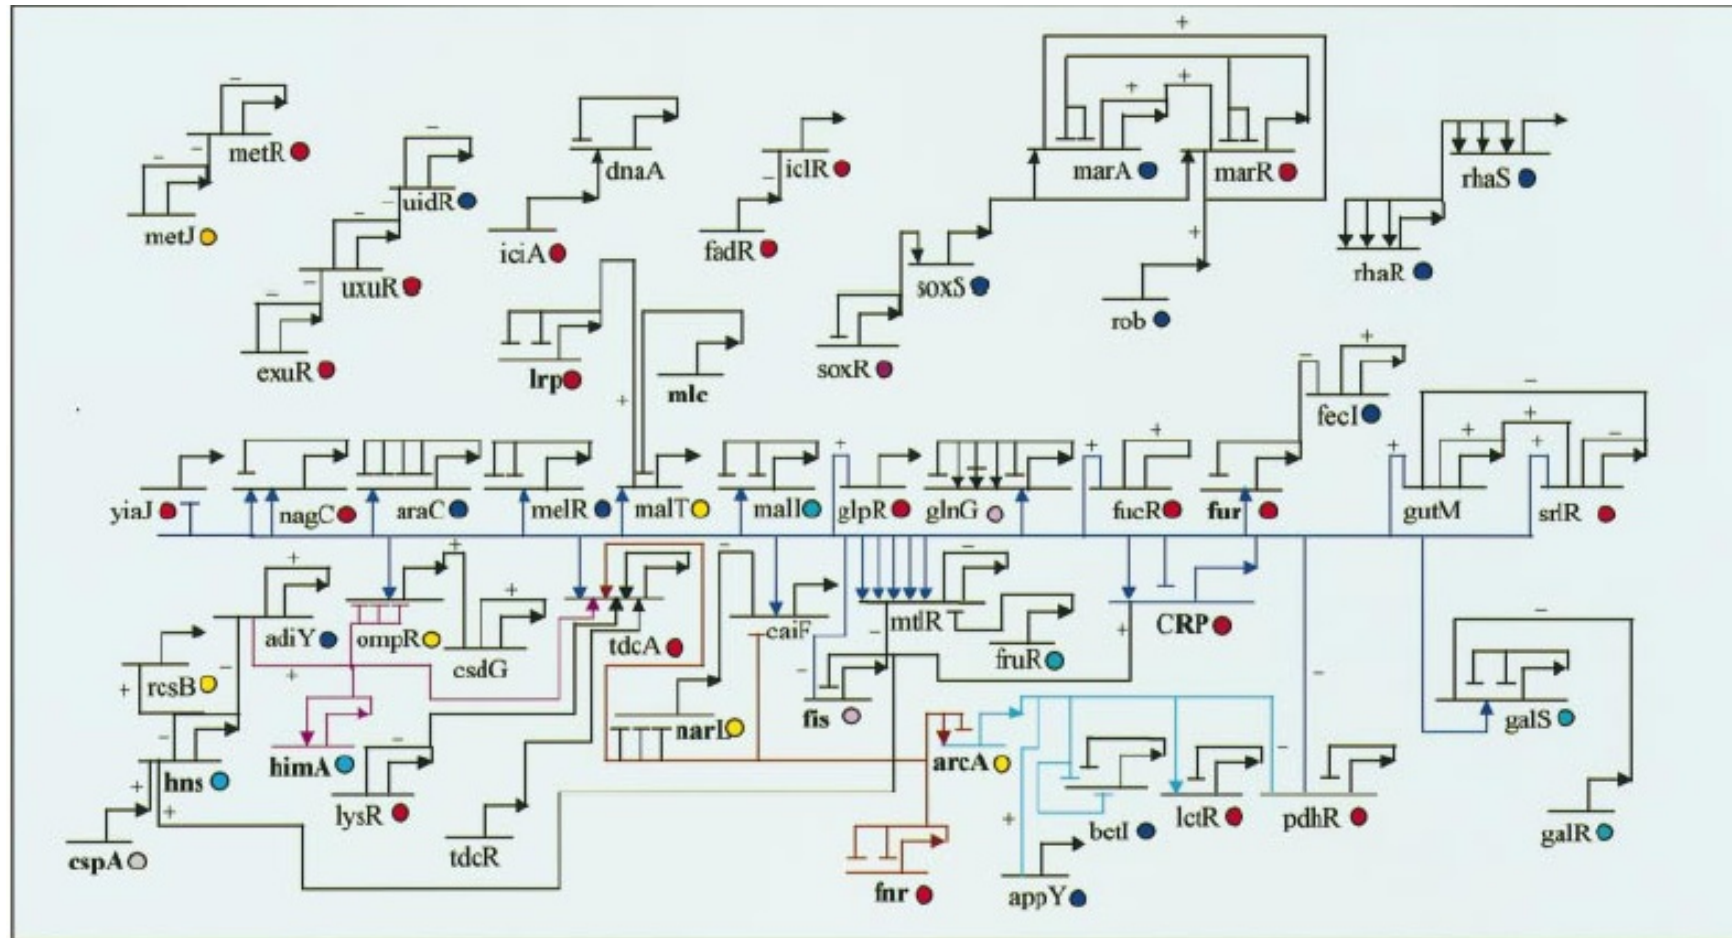 +
metR
dnaA
iclR
marA
marR
rhaS
metJ
uidR
iciA
fadR
soxS
rhaR
uxuR
rob
exuR
lrp
mlc
soxR
fecI
yiaJ
nagC
araC
melR
malT
malI
glpR
glnG
fucR
fur
gutM
srlR
adiY
ompR
csdG
tdcA
caiF
mtlR
fruR
CRP
rcsB
narL
fis
galS
hns
himA
arcA
lysR
betI
lctR
pdhR
galR
cspA
tdcR
fnr
appY